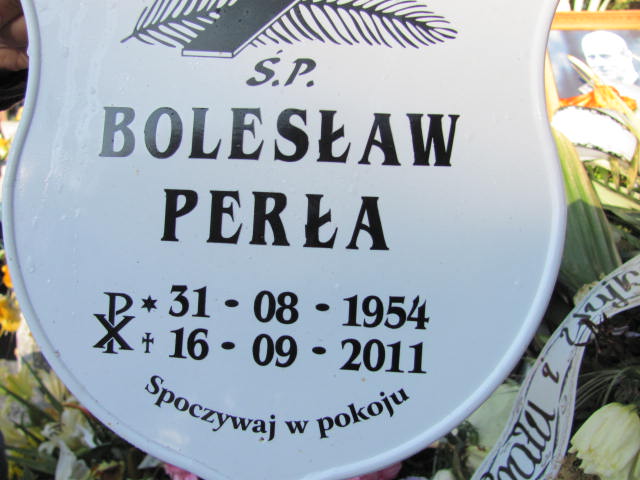 Ś.P.
BOLESŁAW
PERŁA
* 31 - 08 - 1954
† 16 - 09 - 2011
Spoczywaj w pokoju